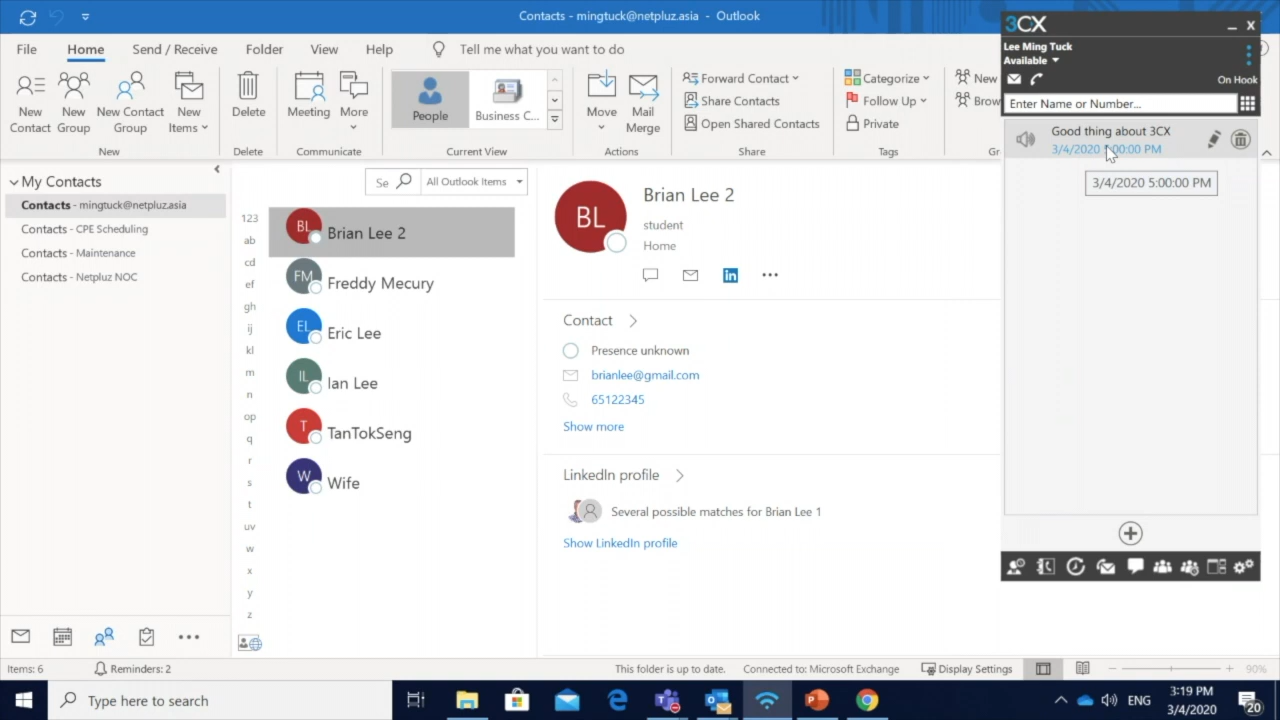 Contacts - mingtuck@netpluz.asia - Outlook
File Home Send / Receive Folder View Help Tell me what you want to do
New Contact
New Group
New Contact Group
New Items
New
Delete
Delete
Meeting
More
Communicate
People
Business C...
Current View
Move
Mail Merge
Actions
Forward Contact
Share Contacts
Open Shared Contacts
Share
Categorize
Follow Up
Private
Tags
New
Brow
Gr
My Contacts
Contacts - mingtuck@netpluz.asia
Contacts - CPE Scheduling
Contacts - Maintenance
Contacts - Netpluz NOC
Se
All Outlook Items
123
ab
cd
ef
gh
ij
kl
m
n
op
q
r
s
t
uv
w
x
y
z
BL Brian Lee 2
FM Freddy Mecury
EL Eric Lee
IL Ian Lee
T TanTokSeng
W Wife
BL
Brian Lee 2
student
Home
in
Contact
Presence unknown
brianlee@gmail.com
65122345
Show more
LinkedIn profile
Several possible matches for Brian Lee 1
Show LinkedIn profile
3CX
Lee Ming Tuck
Available
On Hook
Enter Name or Number...
Good thing about 3CX
3/4/2020 5:00:00 PM
3/4/2020 5:00:00 PM
Items: 6
Reminders: 2
This folder is up to date.
Connected to: Microsoft Exchange
Display Settings
90%
Type here to search
ENG
3:19 PM
3/4/2020
20